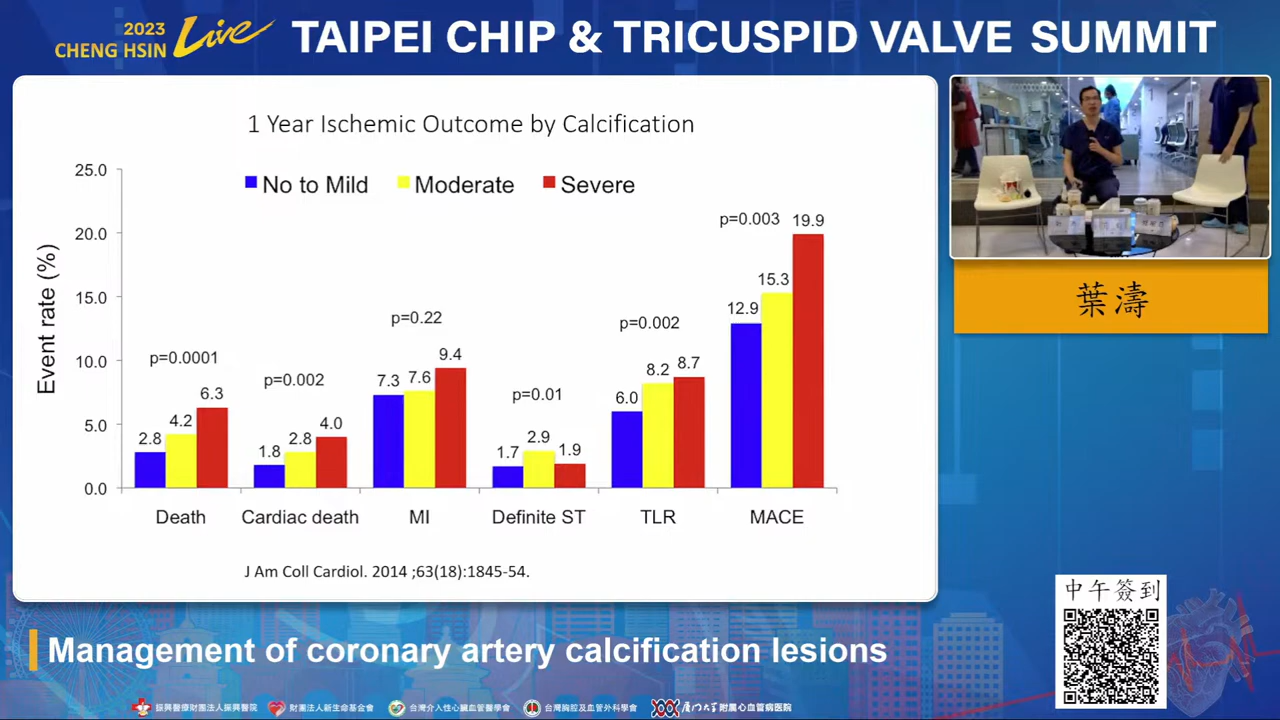 2023
CHENG HSIN
Live
TAIPEI CHIP & TRICUSPID VALVE SUMMIT
1 Year Ischemic Outcome by Calcification
No to Mild
Moderate
Severe
Event rate (%)
25.0
20.0
15.0
10.0
5.0
0.0
p=0.0001
2.8
4.2
6.3
Death
p=0.002
1.8
2.8
4.0
Cardiac death
p=0.22
7.3
7.6
9.4
MI
p=0.01
1.7
2.9
1.9
Definite ST
p=0.002
6.0
8.2
8.7
TLR
p=0.003
12.9
15.3
19.9
MACE
J Am Coll Cardiol. 2014 ;63(18):1845-54.
葉濤
中午簽到
Management of coronary artery calcification lesions
振興醫療財團法人振興醫院
財團法人新生命基金會
台灣介入性心臟血管醫學會
台灣胸腔及血管外科學會
厦门大学附属心血管病医院